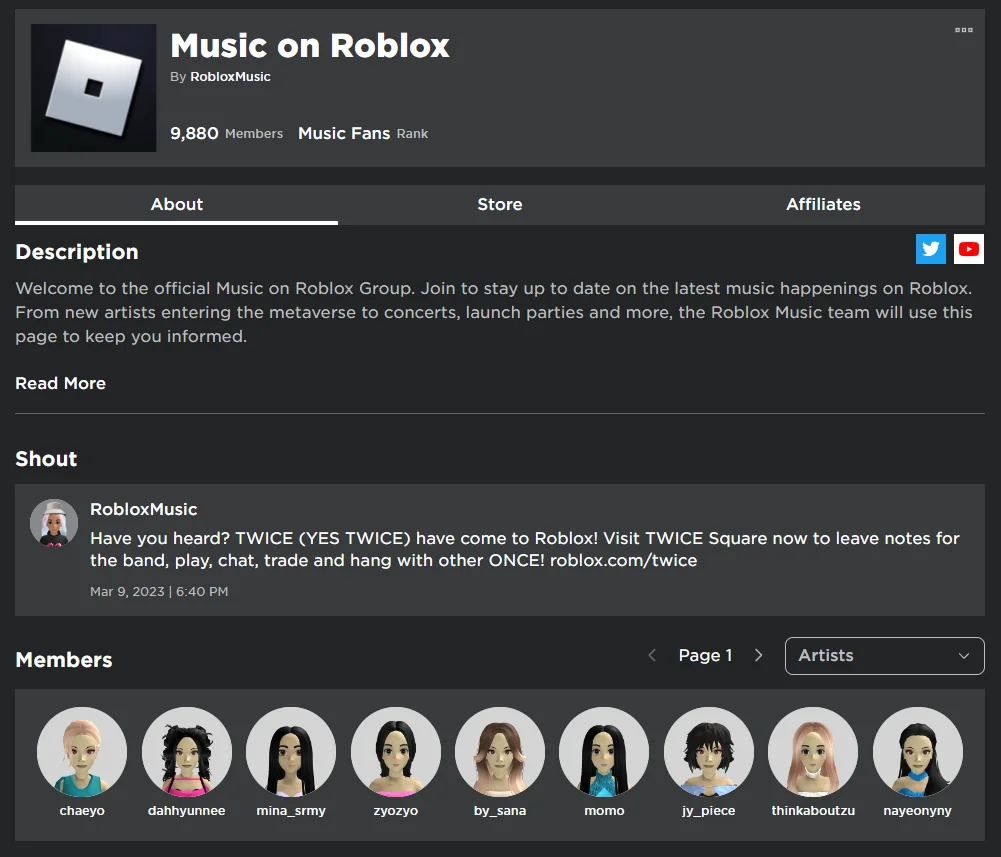 Music on Roblox
By RobloxMusic
9,880 Members Music Fans Rank
About Store Affiliates
Description
Welcome to the official Music on Roblox Group. Join to stay up to date on the latest music happenings on Roblox.
From new artists entering the metaverse to concerts, launch parties and more, the Roblox Music team will use this
page to keep you informed.
Read More
Shout
RobloxMusic
Have you heard? TWICE (YES TWICE) have come to Roblox! Visit TWICE Square now to leave notes for
the band, play, chat, trade and hang with other ONCE! roblox.com/twice
Mar 9, 2023 | 6:40 PM
Members Page 1 Artists
chaeyo dahhyunnee mina_srmy zyozyo by_sana momo jy_piece thinkaboutzu nayeonyny